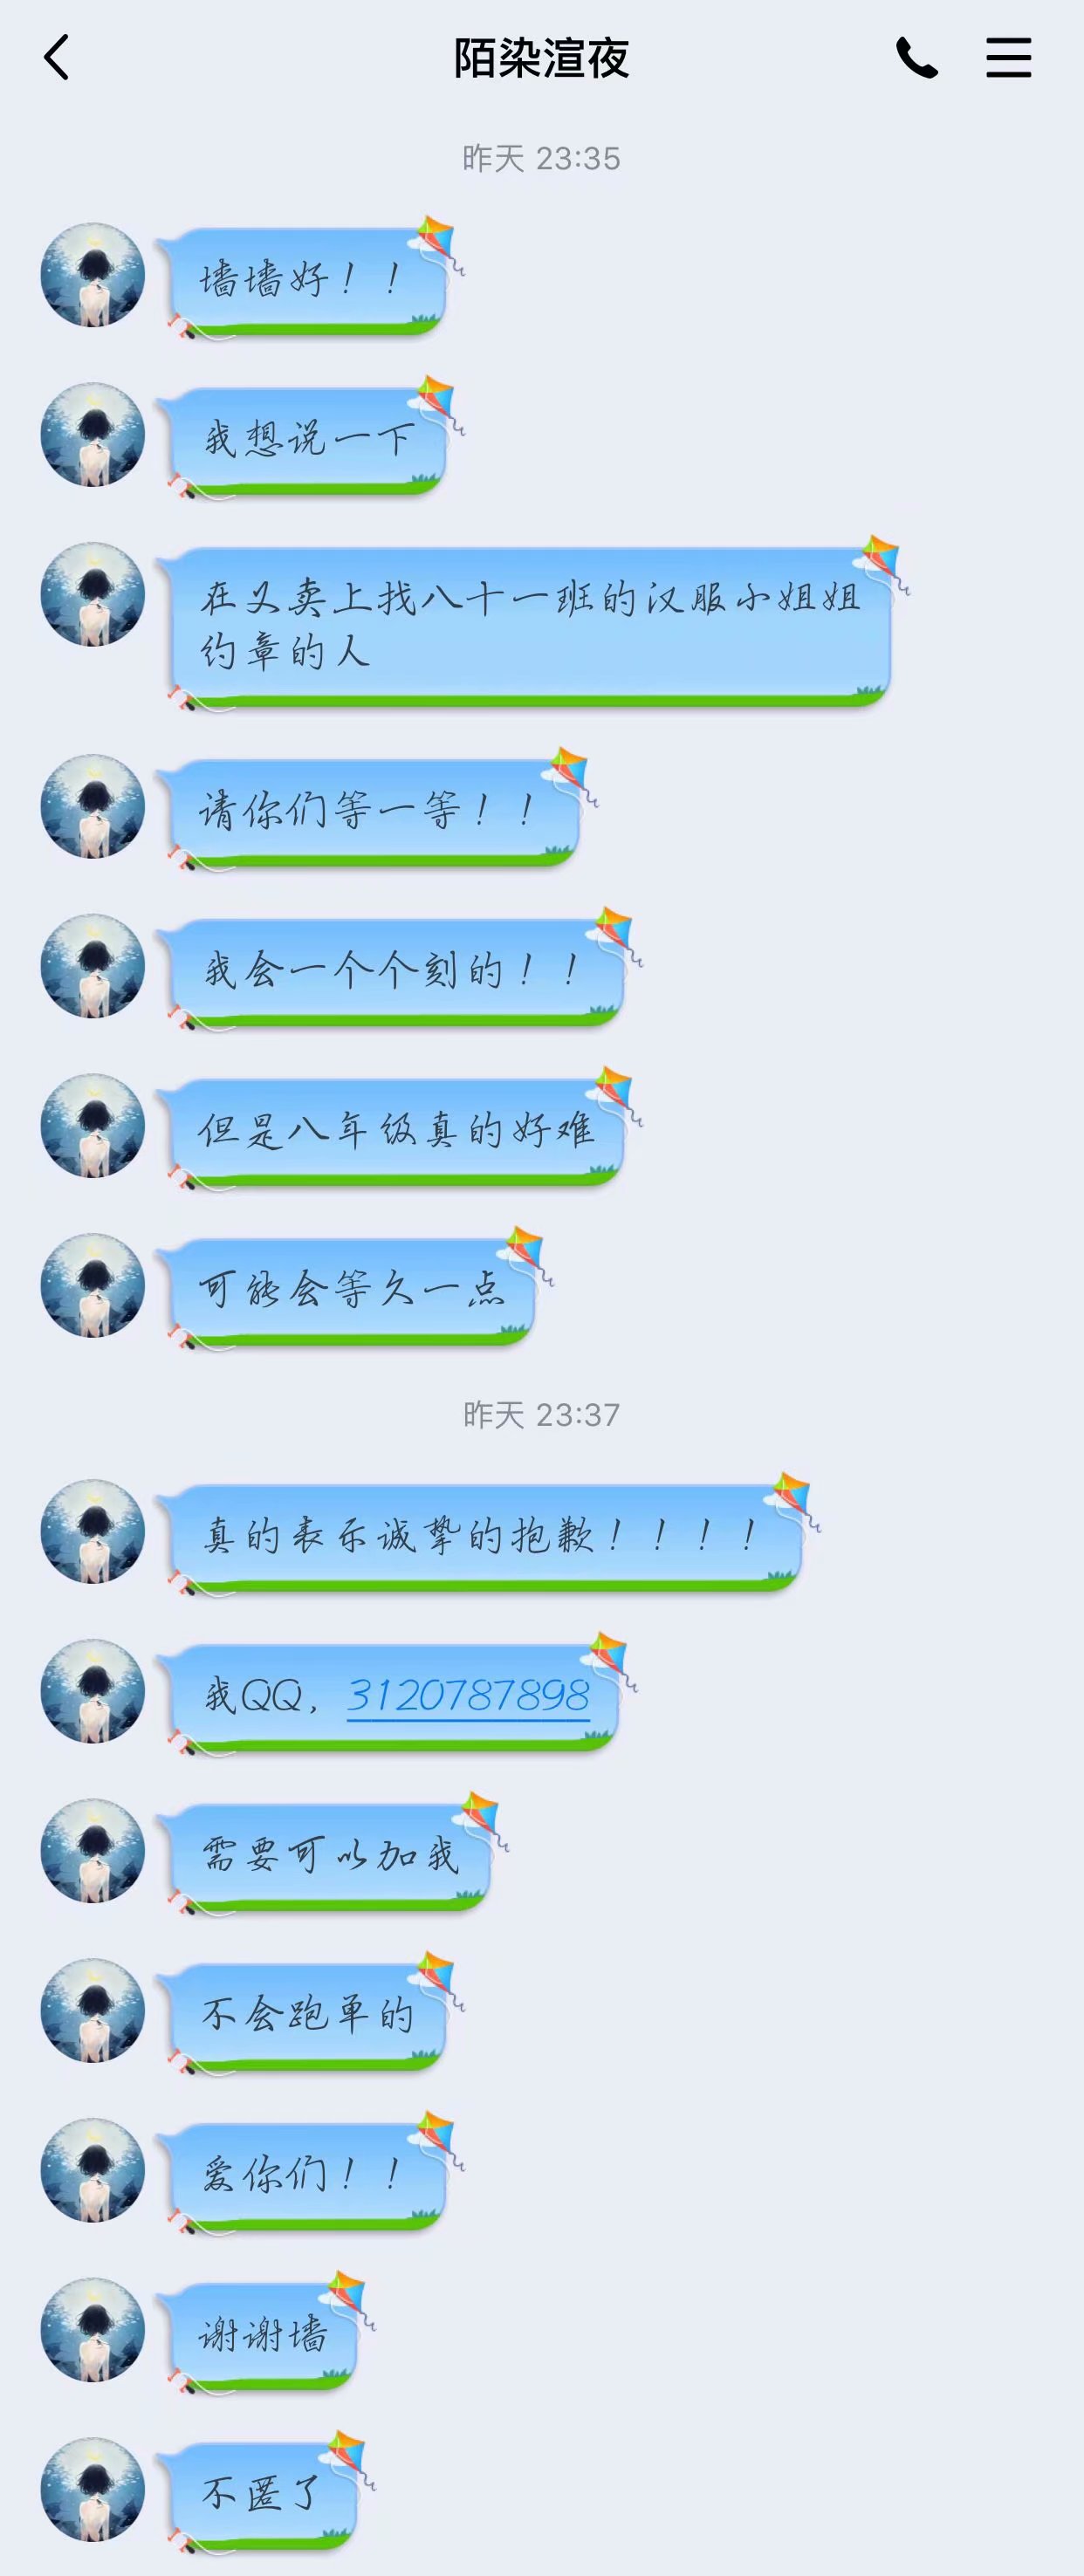 陌染渲夜
昨天 23:35
墙墙好！！
我想说一下
在义卖上找八十一班的汉服小姐姐
约章的人
请你们等一等！！
我会一个个刻的！！
但是八年级真的好难
可能会等久一点
昨天 23:37
真的表示诚挚的抱歉！！！！
我QQ，3120787898
需要可以加我
不会跑单的
爱你们！！
谢谢墙
不匿了